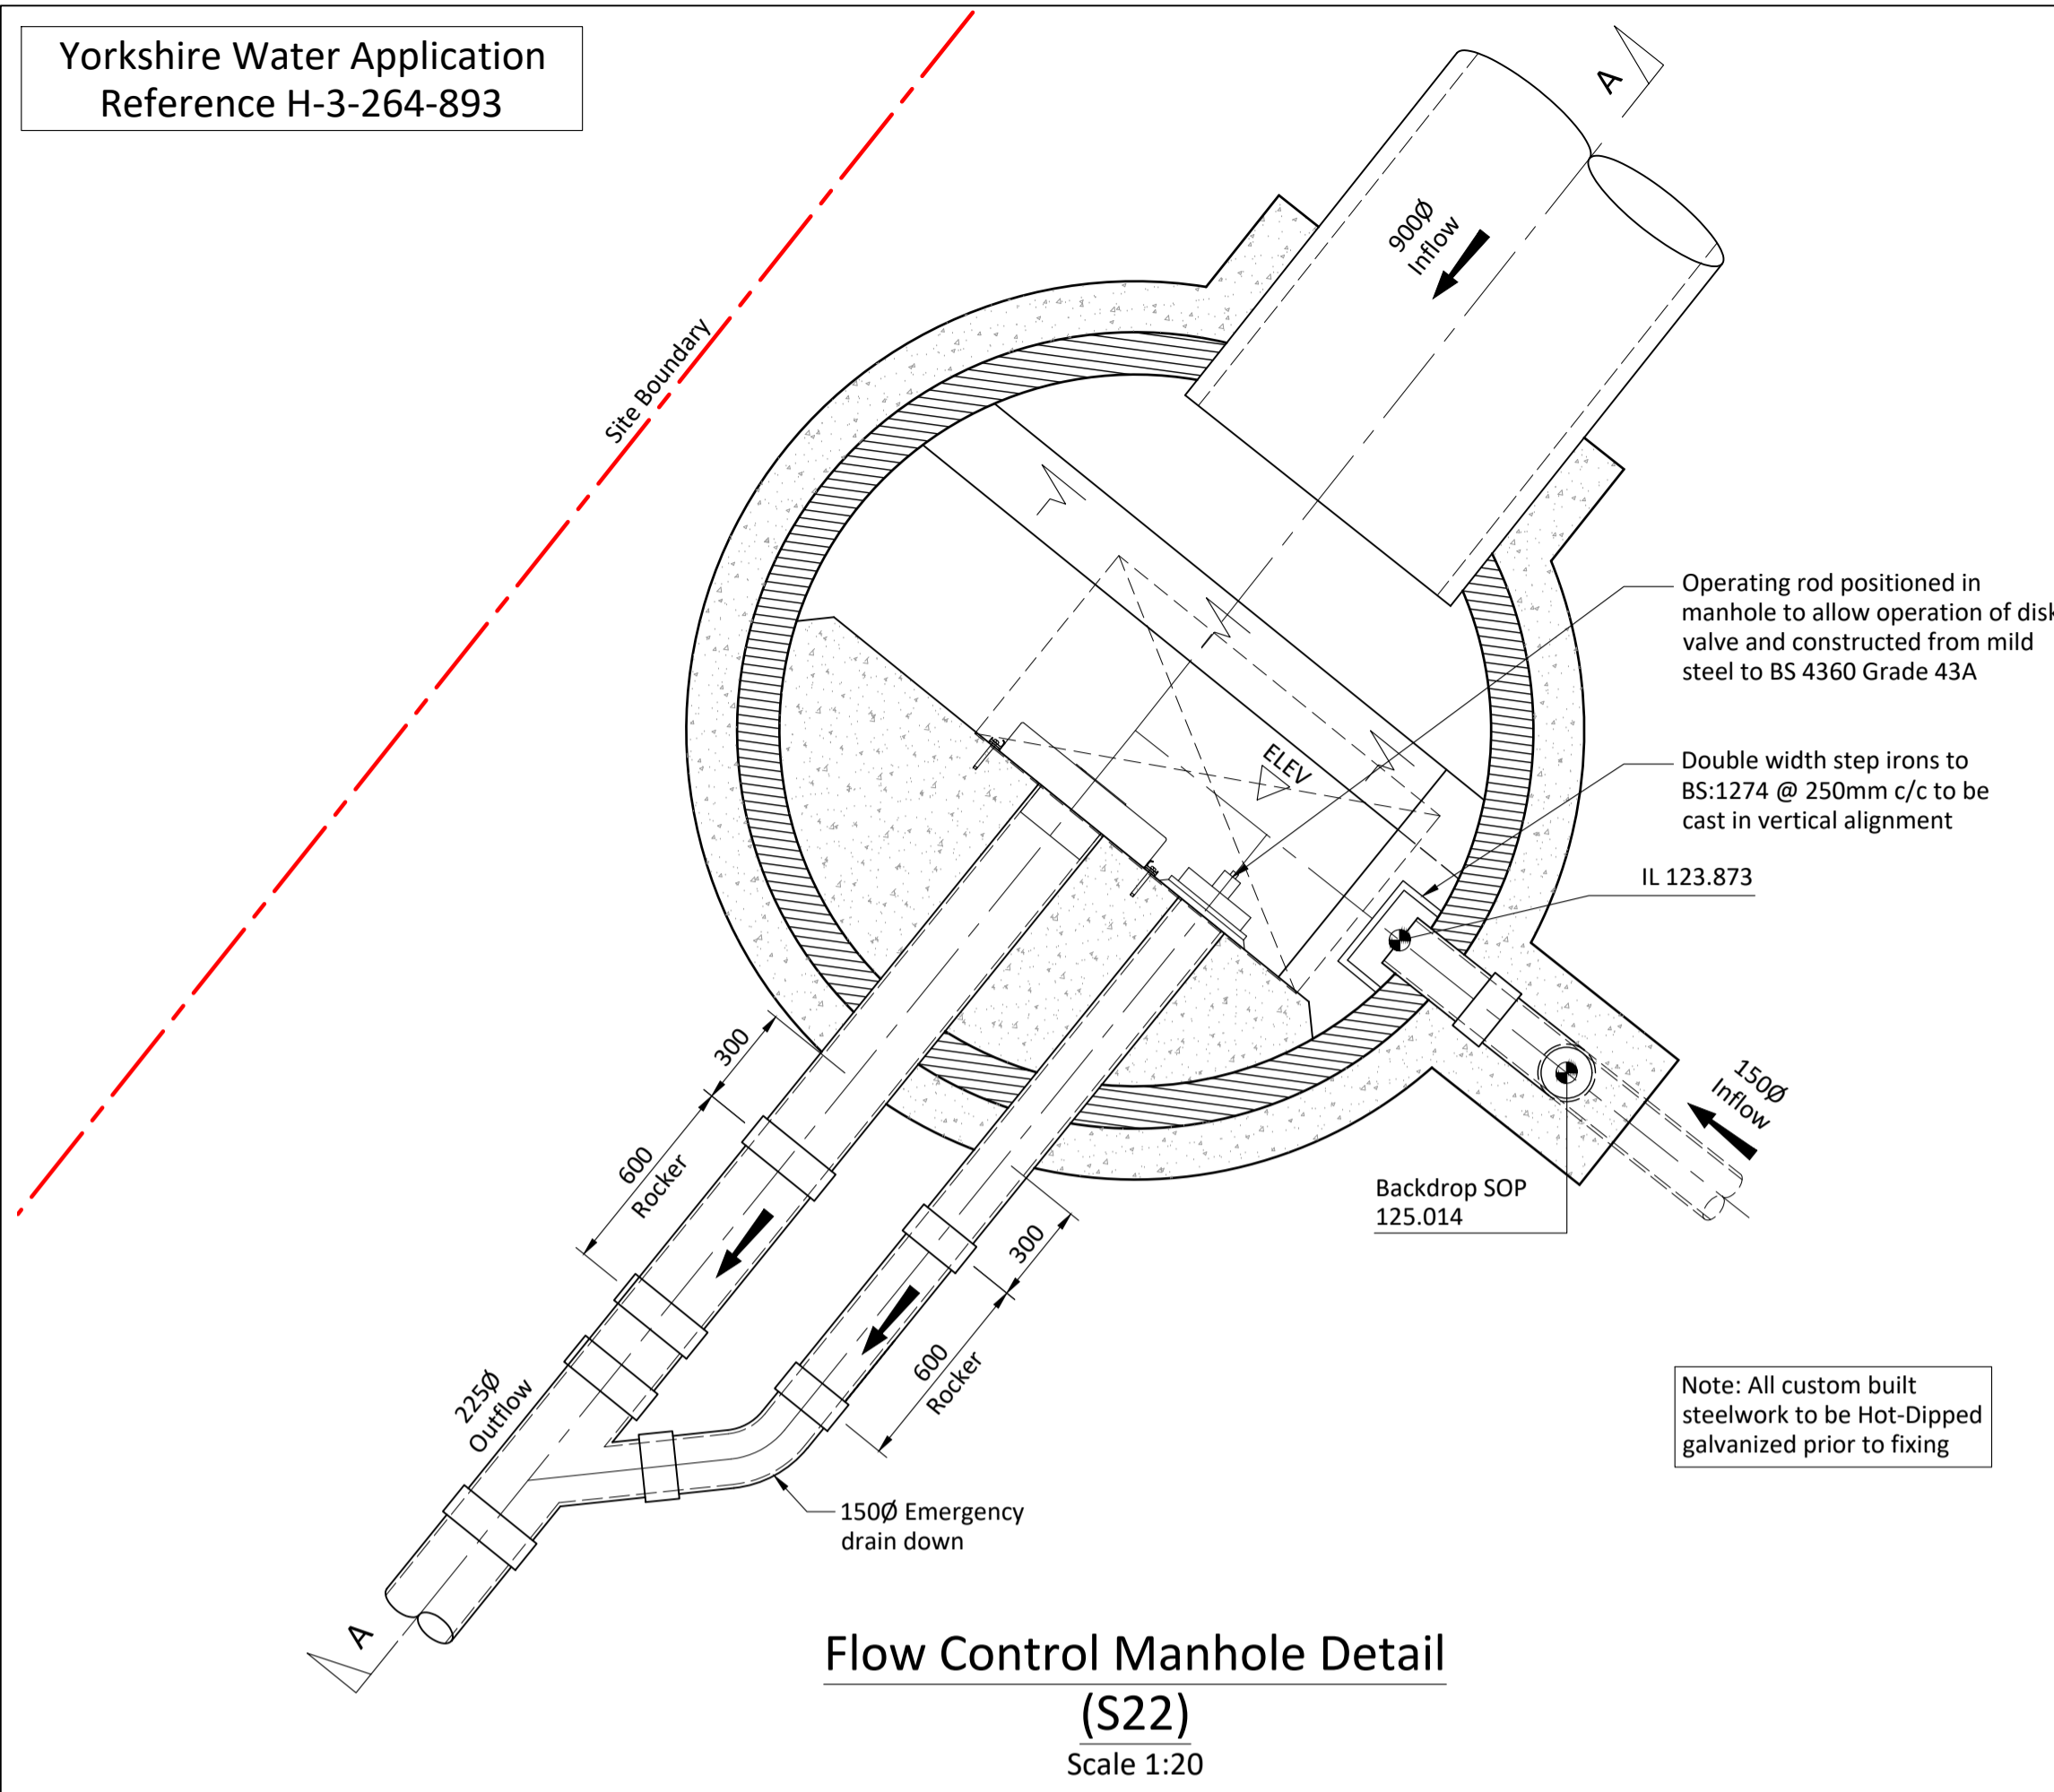 Yorkshire Water Application
Reference H-3-264-893
A
900Ø
Inflow
Site Boundary
Operating rod positioned in
manhole to allow operation of disk
valve and constructed from mild
steel to BS 4360 Grade 43A
ELEV
Double width step irons to
BS:1274 @ 250mm c/c to be
cast in vertical alignment
IL 123.873
300
600
Rocker
150Ø
Inflow
Backdrop SOP
125.014
300
600
Rocker
225Ø
Outflow
Note: All custom built
steelwork to be Hot-Dipped
galvanized prior to fixing
150Ø Emergency
drain down
A
Flow Control Manhole Detail
(S22)
Scale 1:20